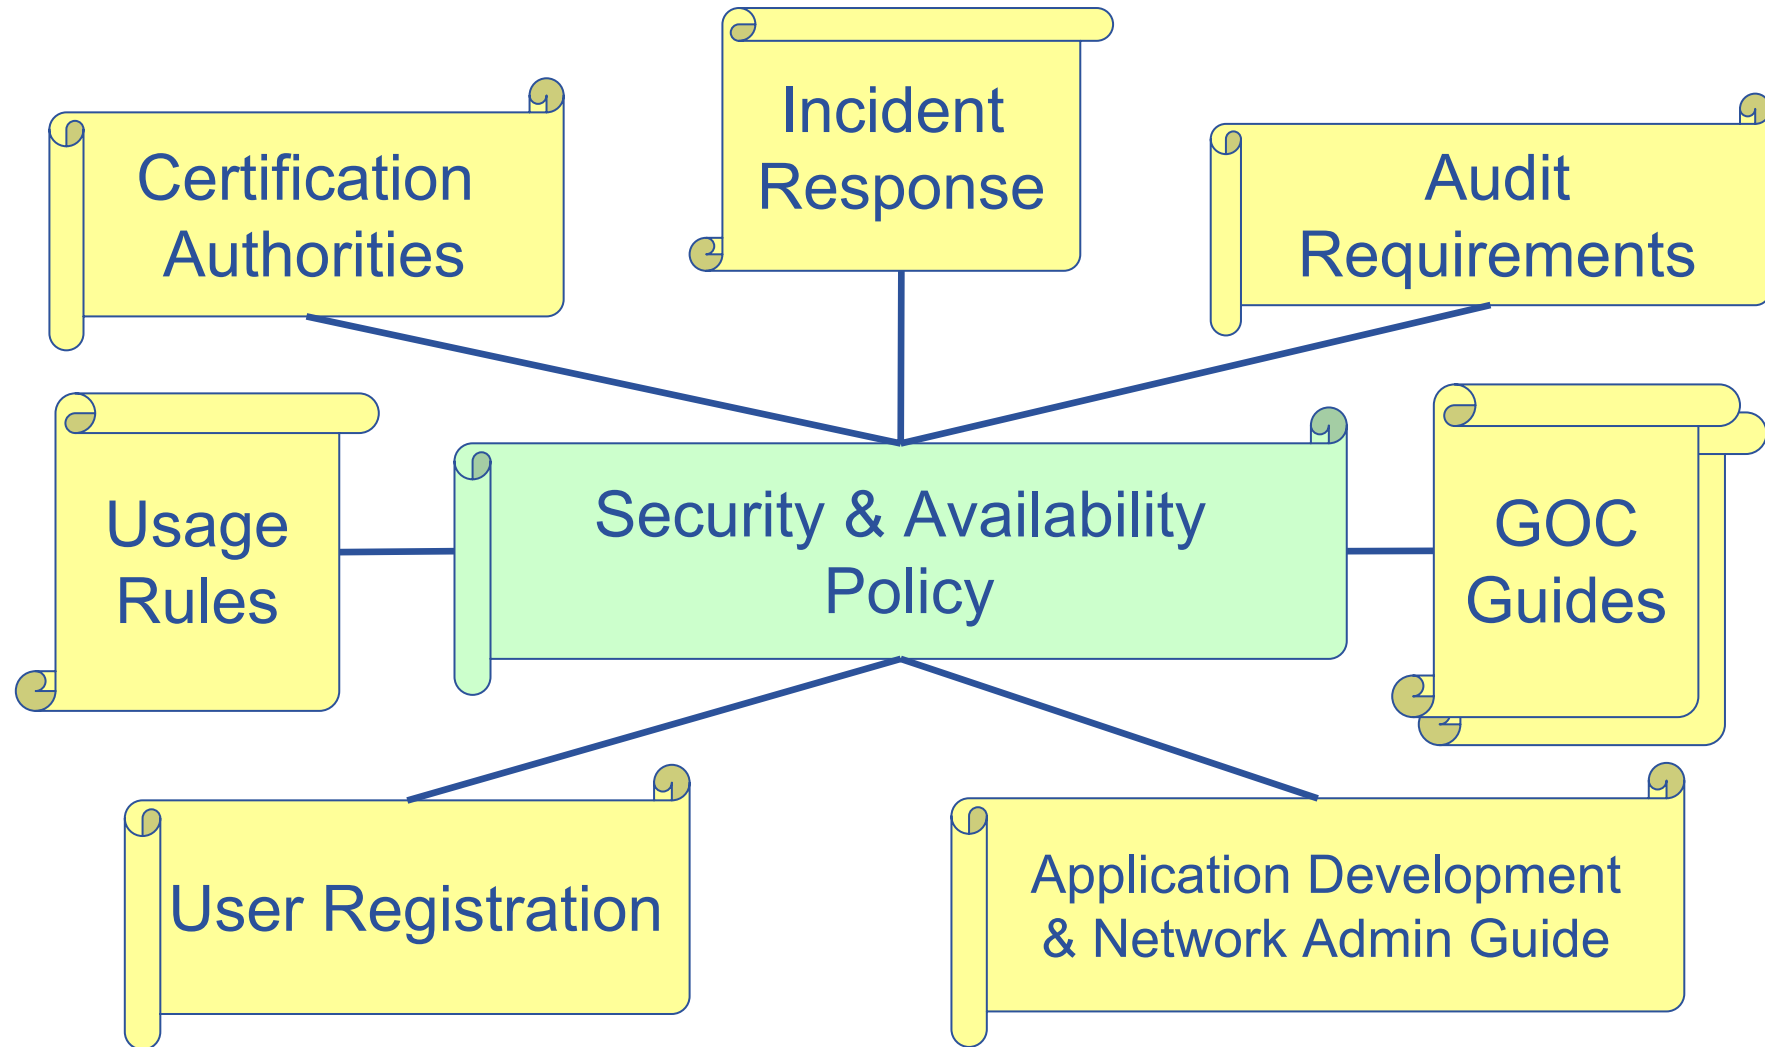 Incident
Response
Certification
Authorities
Audit
Requirements
Usage
Rules
Security & Availability
Policy
GOC
Guides
User Registration
Application Development
& Network Admin Guide